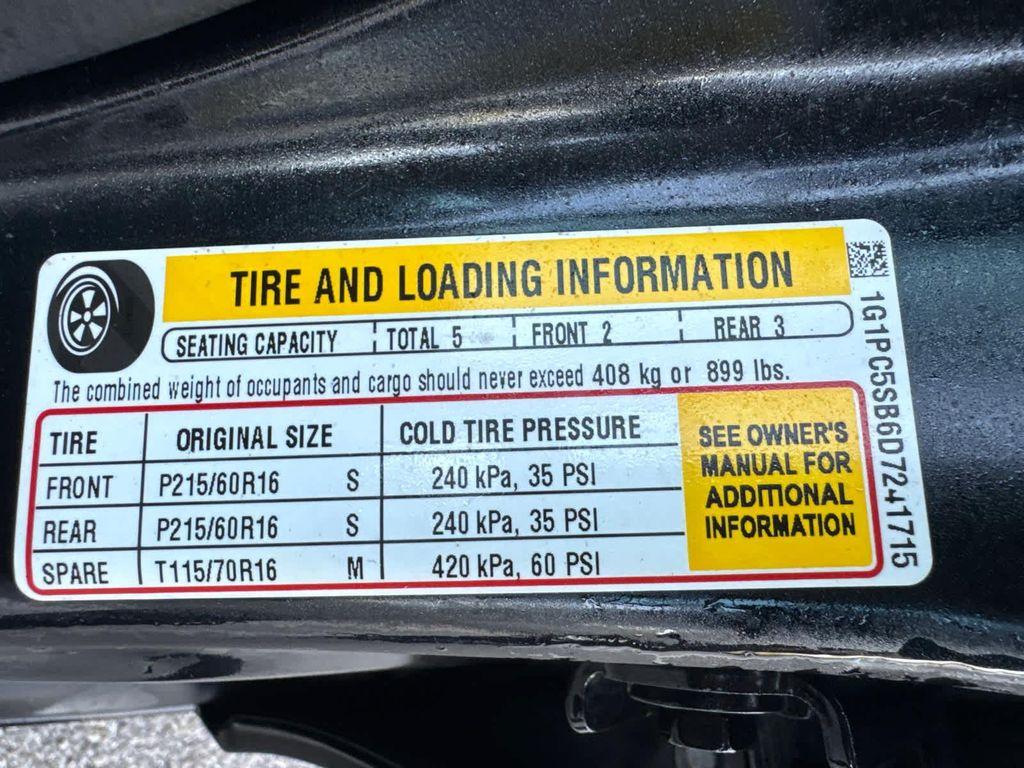 TIRE AND LOADING INFORMATION
SEATING CAPACITY TOTAL 5 FRONT 2 REAR 3
The combined weight of occupants and cargo should never exceed 408 kg or 899 lbs.
TIRE ORIGINAL SIZE COLD TIRE PRESSURE
FRONT P215/60R16 S 240 kPa, 35 PSI
REAR P215/60R16 S 240 kPa, 35 PSI
SPARE T115/70R16 M 420 kPa, 60 PSI
SEE OWNER'S
MANUAL FOR
ADDITIONAL
INFORMATION
1G1PC5SB6D7241715